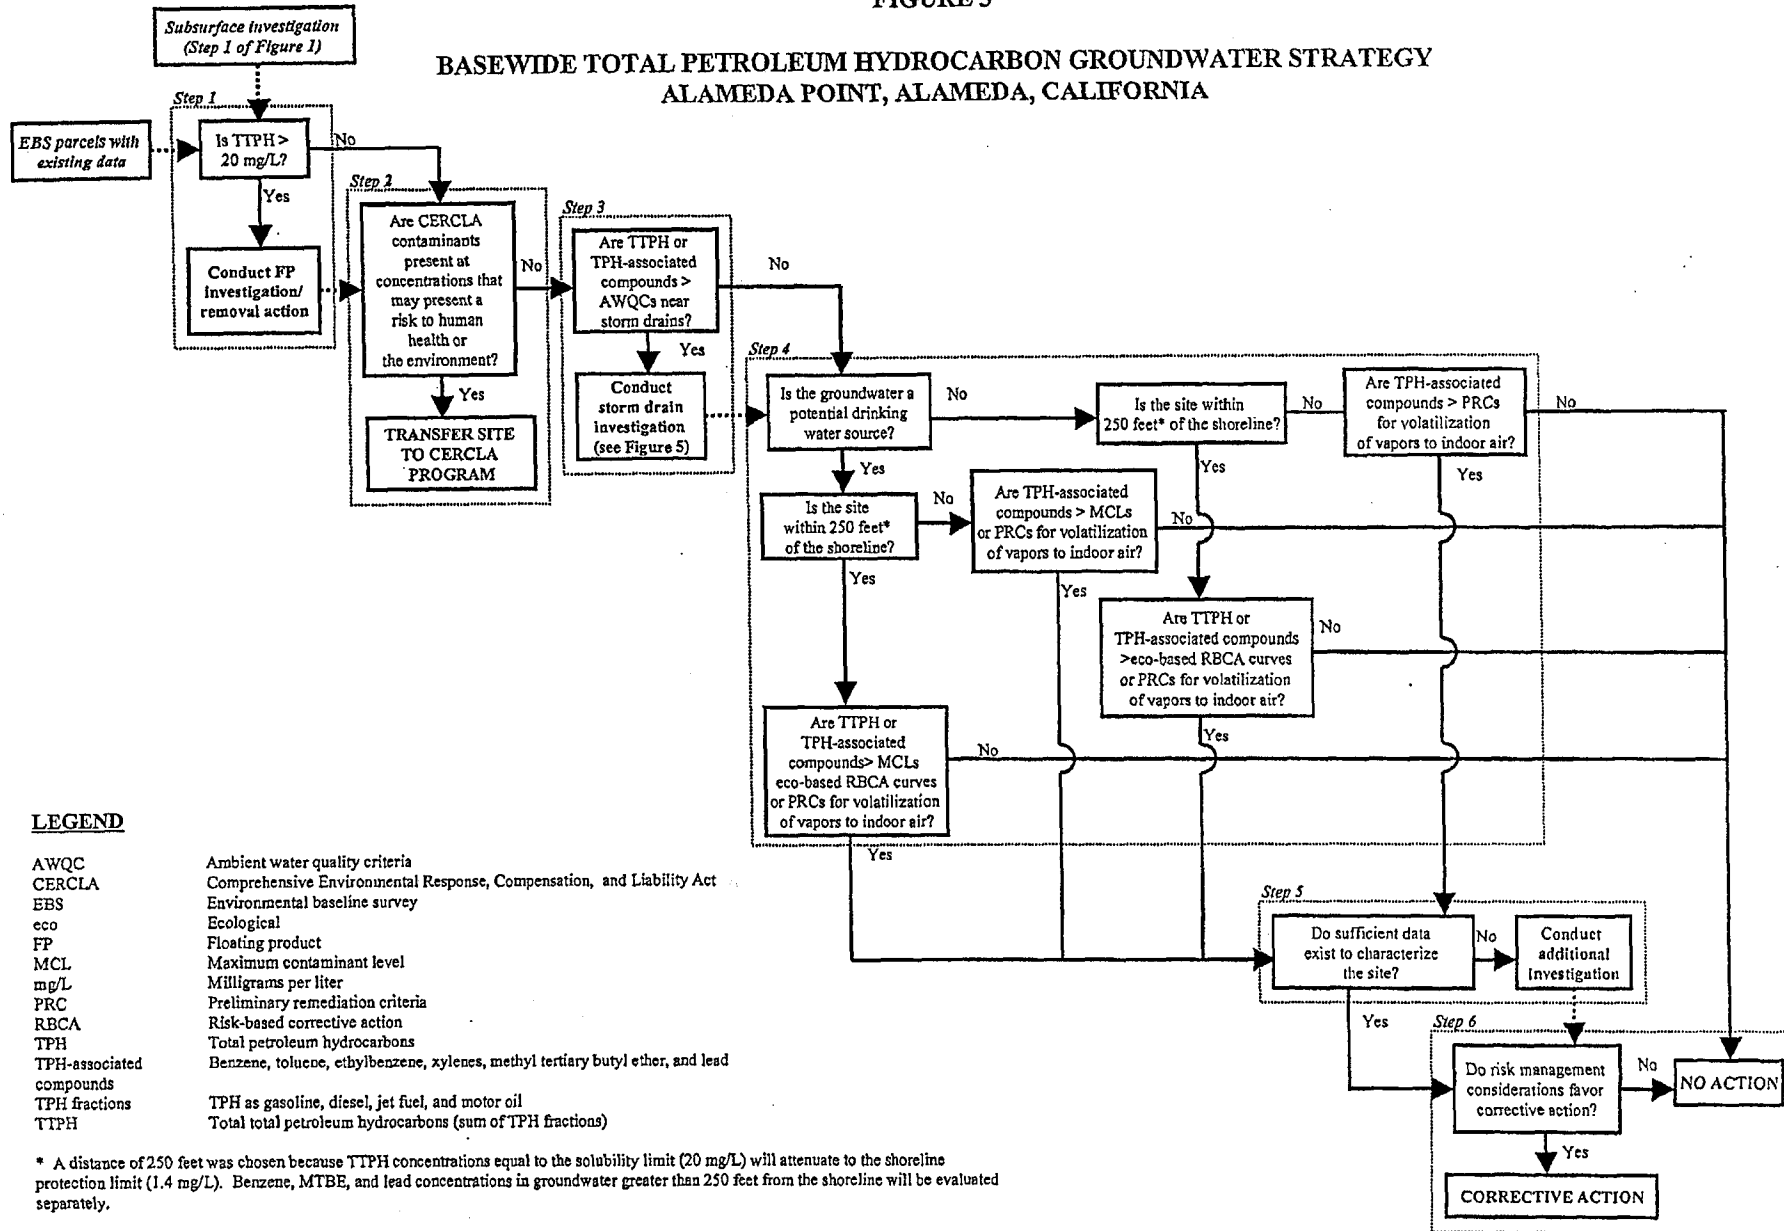 FIGURE 3
BASEWIDE TOTAL PETROLEUM HYDROCARBON GROUNDWATER STRATEGY
ALAMEDA POINT, ALAMEDA, CALIFORNIA
Subsurface investigation
(Step 1 of Figure 1)
EBS parcels with
existing data
Step 1
Is TTPH >
20 mg/L?
No
Yes
Conduct FP
investigation/
removal action
Step 2
Are CERCLA
contaminants
present at
concentrations that
may present a
risk to human
health or
the environment?
No
Yes
TRANSFER SITE
TO CERCLA
PROGRAM
Step 3
Are TTPH or
TPH-associated
compounds >
AWQCs near
storm drains?
No
Yes
Conduct
storm drain
investigation
(see Figure 5)
Step 4
Is the groundwater a
potential drinking
water source?
No
Yes
Is the site within
250 feet* of the shoreline?
No
Yes
Are TPH-associated
compounds > PRCs
for volatilization
of vapors to indoor air?
No
Yes
Is the site
within 250 feet*
of the shoreline?
No
Yes
Are TPH-associated
compounds > MCLs
or PRCs for volatilization
of vapors to indoor air?
No
Yes
Are TTPH or
TPH-associated compounds
>eco-based RBCA curves
or PRCs for volatilization
of vapors to indoor air?
No
Yes
Are TTPH or
TPH-associated
compounds> MCLs
eco-based RBCA curves
or PRCs for volatilization
of vapors to indoor air?
No
Yes
Step 5
Do sufficient data
exist to characterize
the site?
No
Yes
Conduct
additional
investigation
Step 6
Do risk management
considerations favor
corrective action?
No
Yes
NO ACTION
CORRECTIVE ACTION
LEGEND
AWQC Ambient water quality criteria
CERCLA Comprehensive Environmental Response, Compensation, and Liability Act
EBS Environmental baseline survey
eco Ecological
FP Floating product
MCL Maximum contaminant level
mg/L Milligrams per liter
PRC Preliminary remediation criteria
RBCA Risk-based corrective action
TPH Total petroleum hydrocarbons
TPH-associated Benzene, toluene, ethylbenzene, xylenes, methyl tertiary butyl ether, and lead
compounds
TPH fractions TPH as gasoline, diesel, jet fuel, and motor oil
TTPH Total total petroleum hydrocarbons (sum of TPH fractions)
* A distance of 250 feet was chosen because TTPH concentrations equal to the solubility limit (20 mg/L) will attenuate to the shoreline
protection limit (1.4 mg/L). Benzene, MTBE, and lead concentrations in groundwater greater than 250 feet from the shoreline will be evaluated
separately.